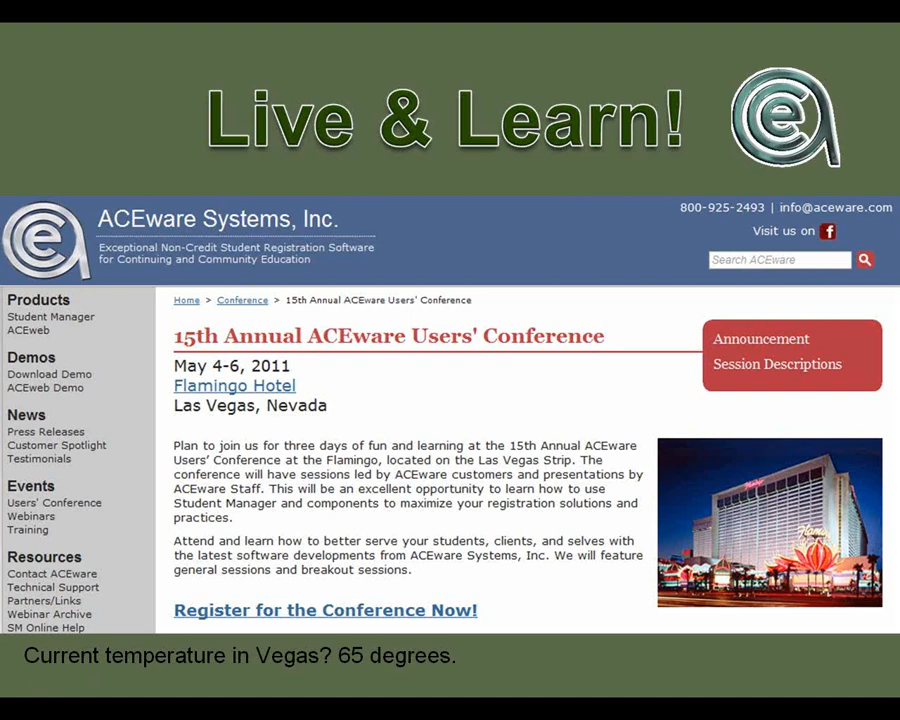 Live & Learn!
ACEware Systems, Inc.
Exceptional Non-Credit Student Registration Software
for Continuing and Community Education
800-925-2493 | info@aceware.com
Visit us on f
Search ACEware
Products
Student Manager
ACEweb
Demos
Download Demo
ACEweb Demo
News
Press Releases
Customer Spotlight
Testimonials
Events
Users' Conference
Webinars
Training
Resources
Contact ACEware
Technical Support
Partners/Links
Webinar Archive
SM Online Help
Home > Conference > 15th Annual ACEware Users' Conference
15th Annual ACEware Users' Conference
May 4-6, 2011
Flamingo Hotel
Las Vegas, Nevada
Announcement
Session Descriptions
Plan to join us for three days of fun and learning at the 15th Annual ACEware
Users' Conference at the Flamingo, located on the Las Vegas Strip. The
conference will have sessions led by ACEware customers and presentations by
ACEware Staff. This will be an excellent opportunity to learn how to use
Student Manager and components to maximize your registration solutions and
practices.
Attend and learn how to better serve your students, clients, and selves with
the latest software developments from ACEware Systems, Inc. We will feature
general sessions and breakout sessions.
Flamingo
Register for the Conference Now!
Current temperature in Vegas? 65 degrees.